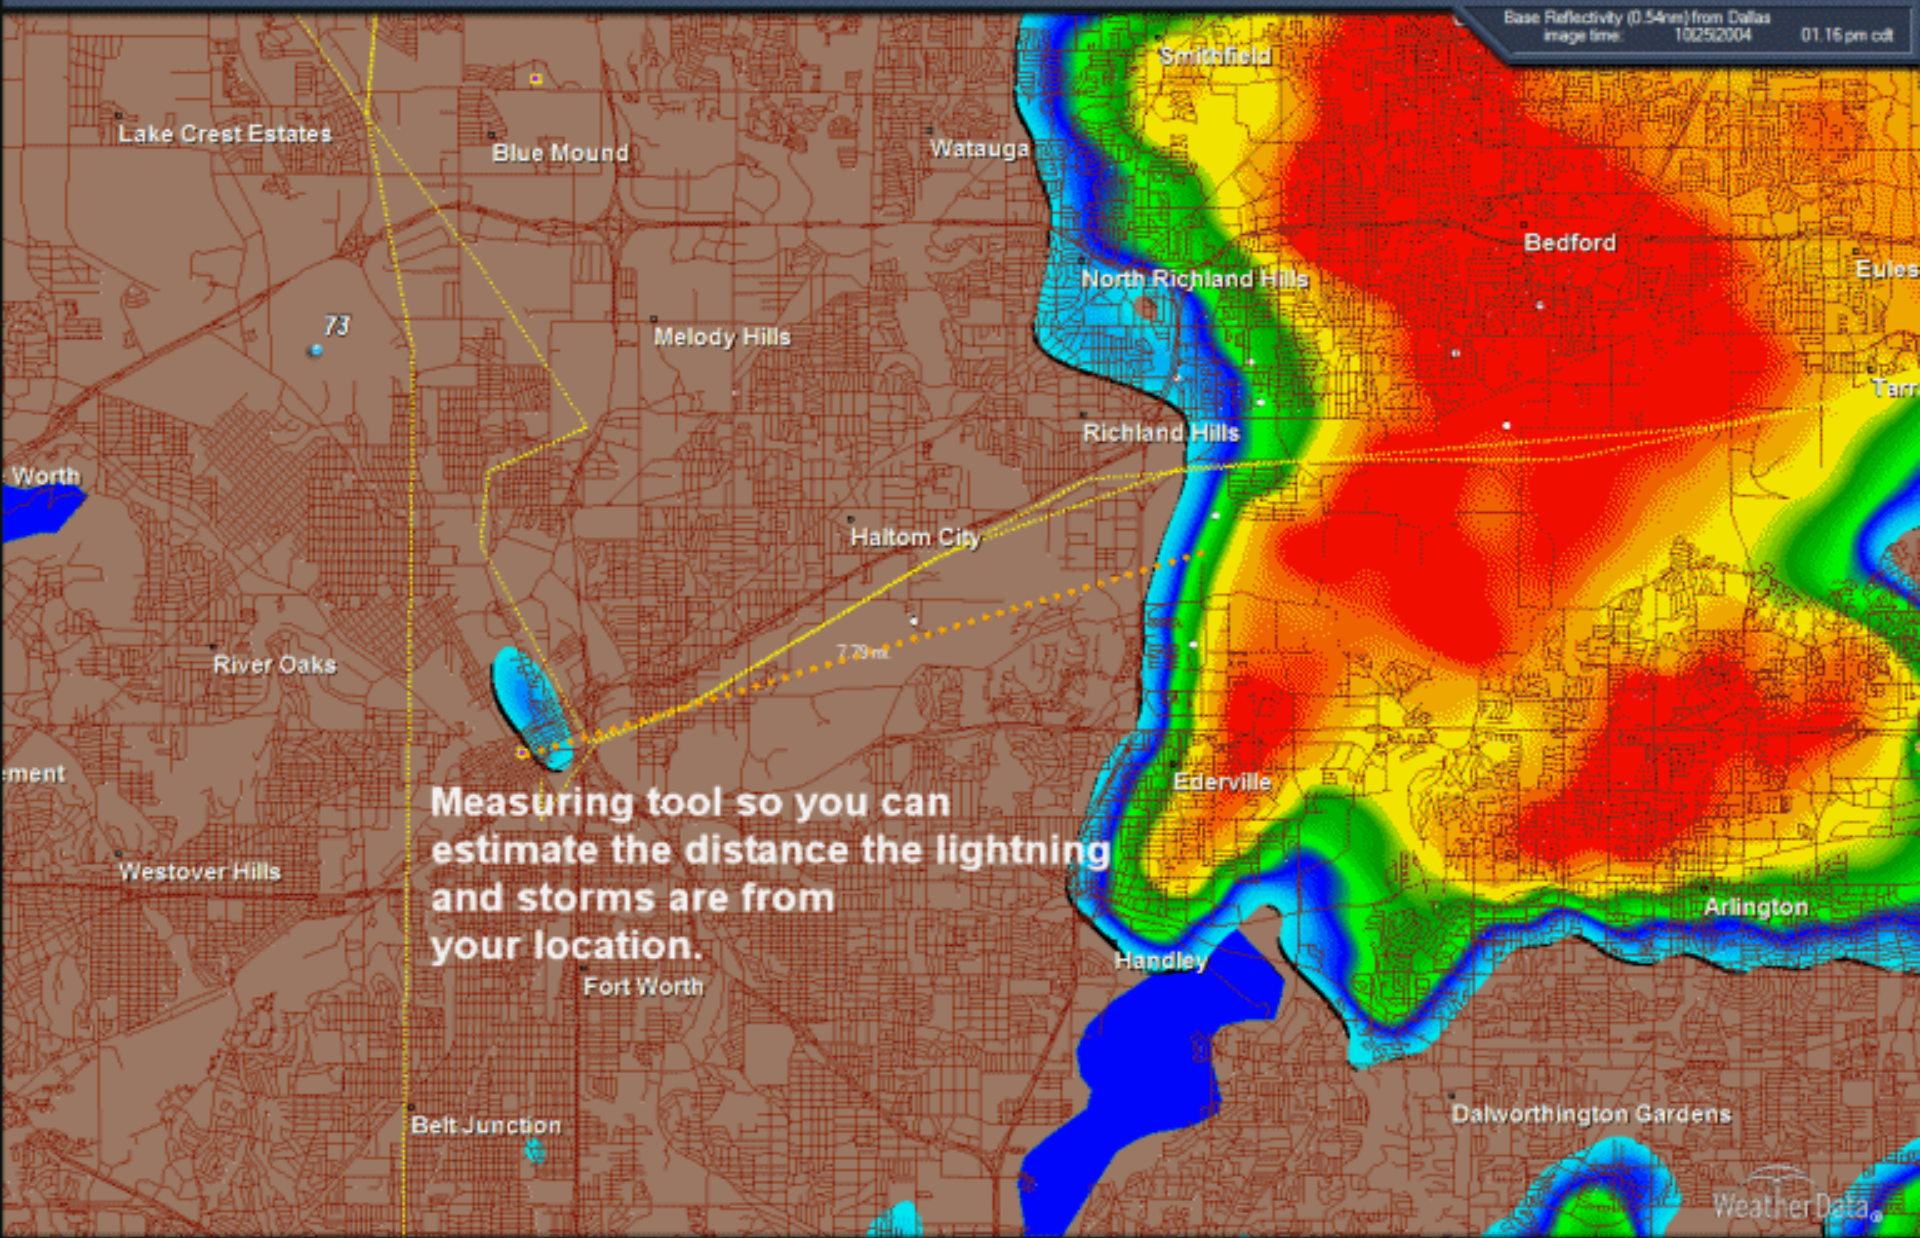 Base Reflectivity (0.54nm) from Dallas
image time: 10|25|2004 01.16 pm cdt
Smithfield
Lake Crest Estates
Blue Mound
Watauga
Bedford
Eules
North Richland Hills
73
Melody Hills
Tarr
Richland Hills
Worth
Haltom City
7.79 mi.
River Oaks
ement
Ederville
Measuring tool so you can
estimate the distance the lightning
and storms are from
your location.
Westover Hills
Arlington
Handley
Fort Worth
Belt Junction
Dalworthington Gardens
WeatherData®